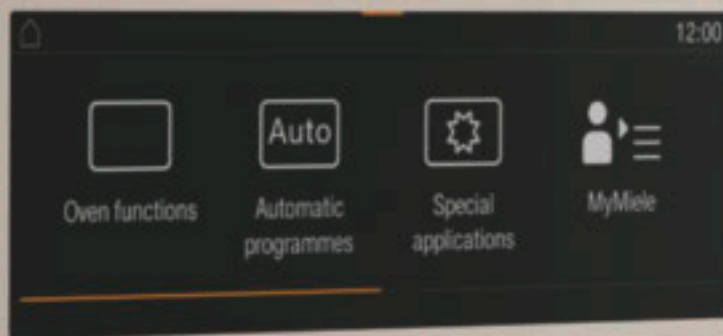 12:00
Auto
Oven functions
Automatic
programmes
Special
applications
MyMiele